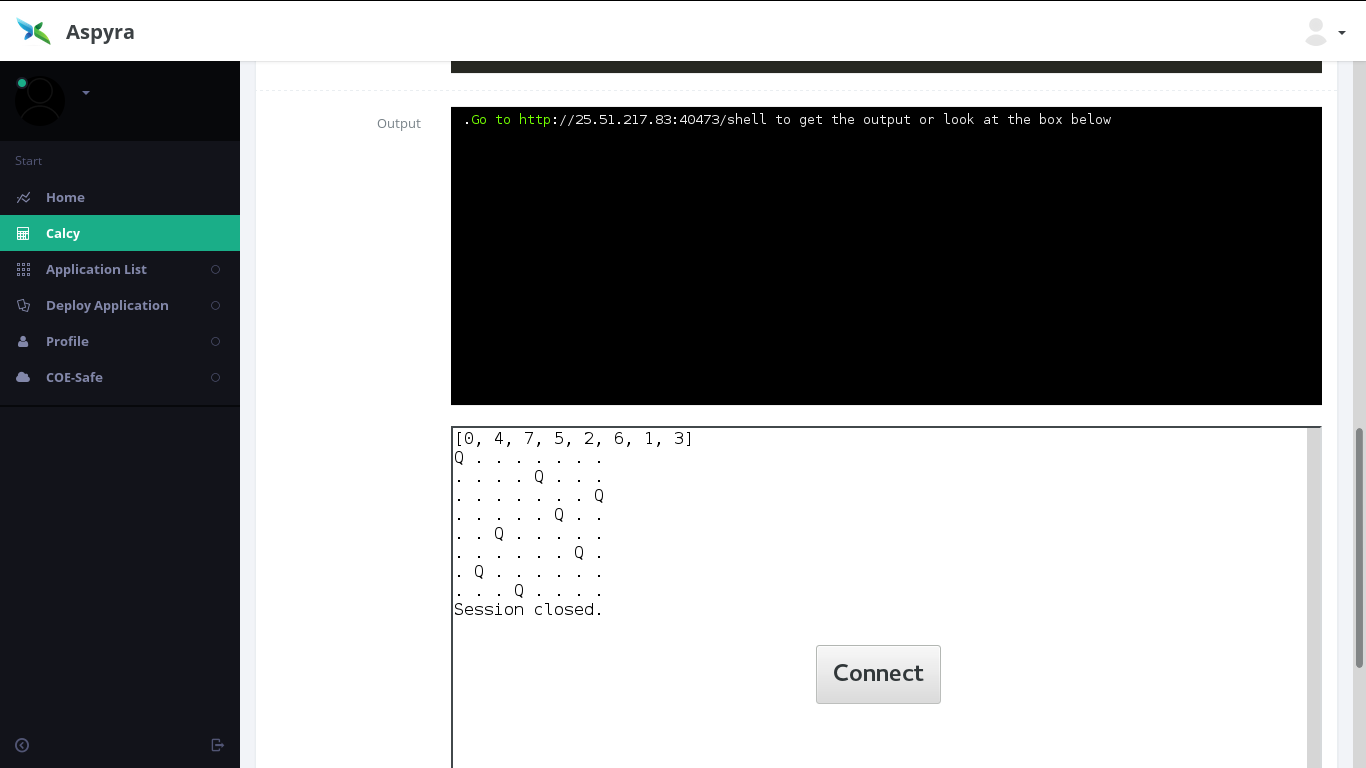 Aspyra
Start
Home
Calcy
Application List
Deploy Application
Profile
COE-Safe
Output
.Go to http://25.51.217.83:40473/shell to get the output or look at the box below
[0, 4, 7, 5, 2, 6, 1, 3]
Q . . . . . . .
. . . . Q . . .
. . . . . . . Q
. . . . . Q . .
. . Q . . . . .
. . . . . . Q .
. Q . . . . . .
. . . Q . . . .
Session closed.
Connect